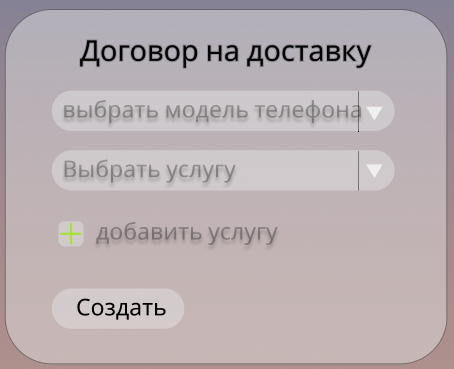 Договор на доставку
выбрать модель телефона
Выбрать услугу
добавить услугу
Создать